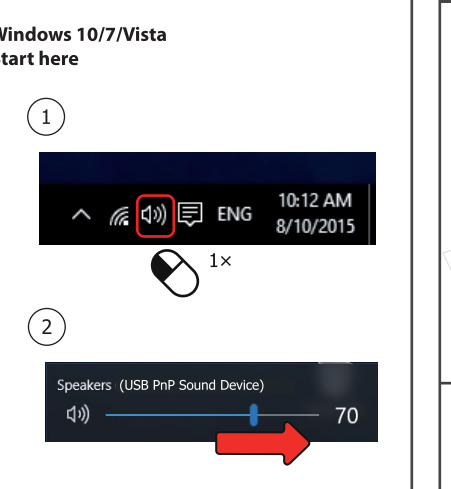 Windows 10/7/Vista
Start here
1
ENG
10:12 AM
8/10/2015
1×
2
Speakers (USB PnP Sound Device)
70